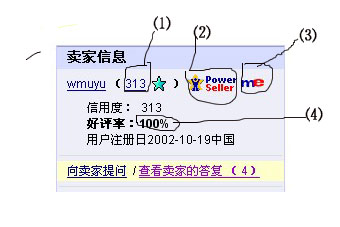 (1) (2) (3)
卖家信息
wmuyu ( 313 ) Power Seller me
信用度: 313
(4)
好评率: 100%
用户注册日2002-10-19中国
向卖家提问 / 查看卖家的答复 ( 4 )